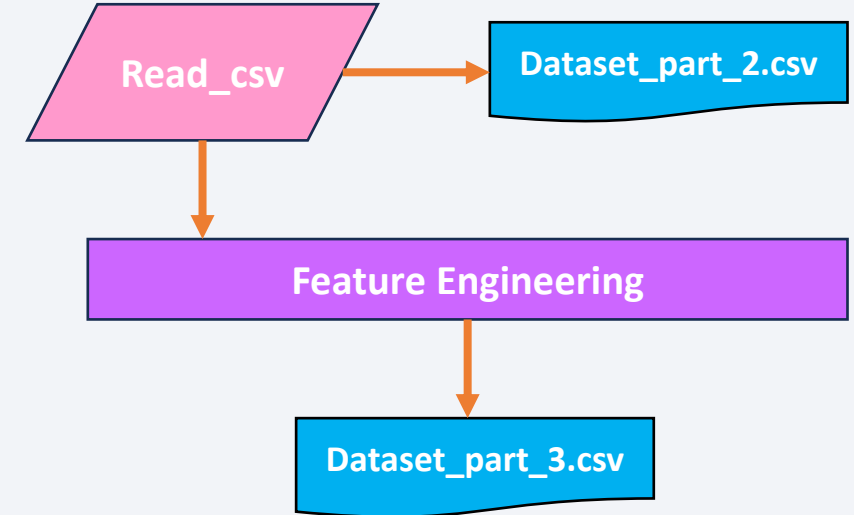 Read_csv
Dataset_part_2.csv
Feature Engineering
Dataset_part_3.csv